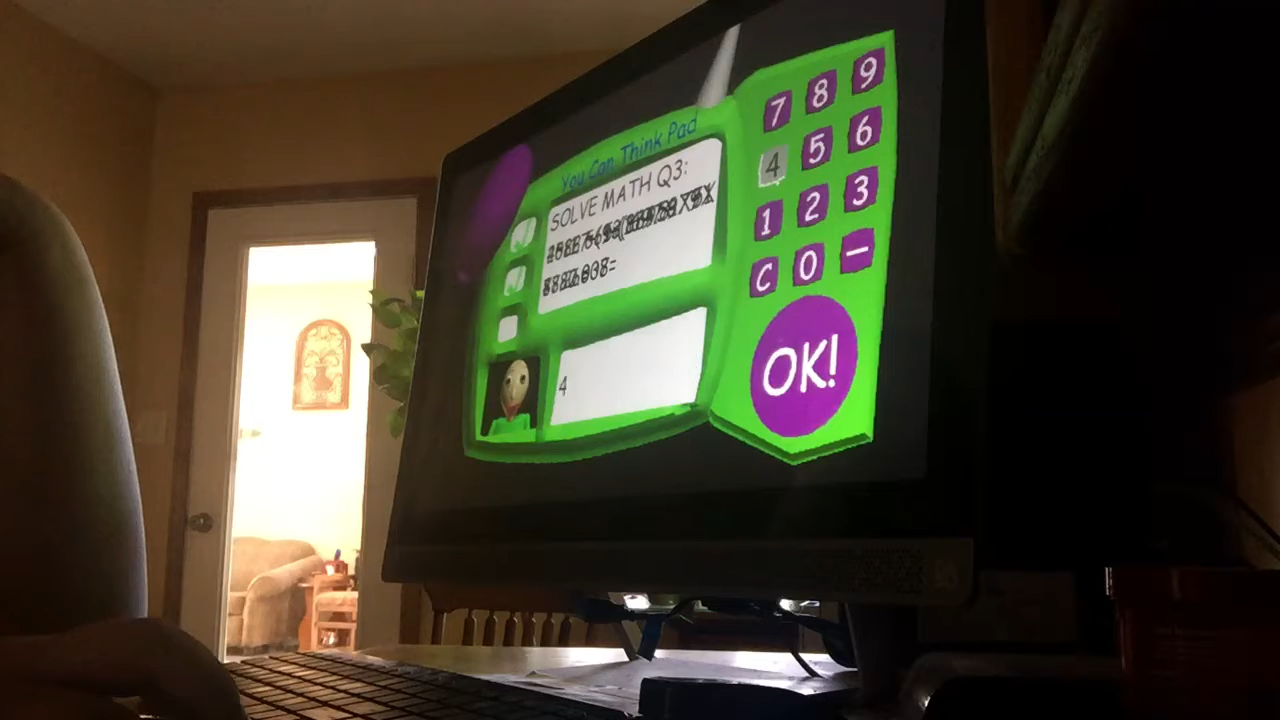 You Can Think Pad
SOLVE MATH Q3:
4
7 8 9
4 5 6
1 2 3
C 0 −
OK!